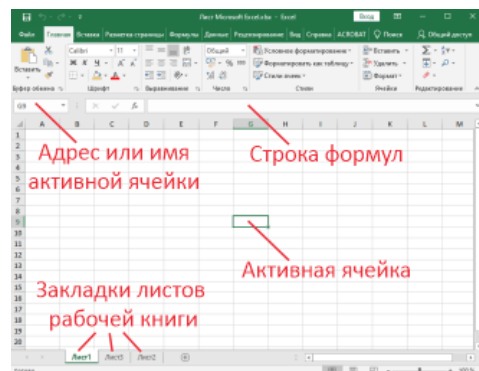 Лист Microsoft Excel.xlsx - Excel
Вход
Файл Главная Вставка Разметка страницы Формулы Данные Рецензирование Вид Справка ACROBAT Поиск Общий доступ
Вставить
Calibri 11
Ж К Ч
Общий
Условное форматирование
Форматировать как таблицу
Стили ячеек
Вставить
Удалить
Формат
Буфер обмена Шрифт Выравнивание Число Стили Ячейки Редактирование
G9
A B C D E F G H I J K L M
1
2
3
4
5
6
7
8
9
10
11
12
13
14
15
16
17
18
19
20
Адрес или имя
активной ячейки
Строка формул
Активная ячейка
Закладки листов
рабочей книги
Лист1 Лист3 Лист2
100%